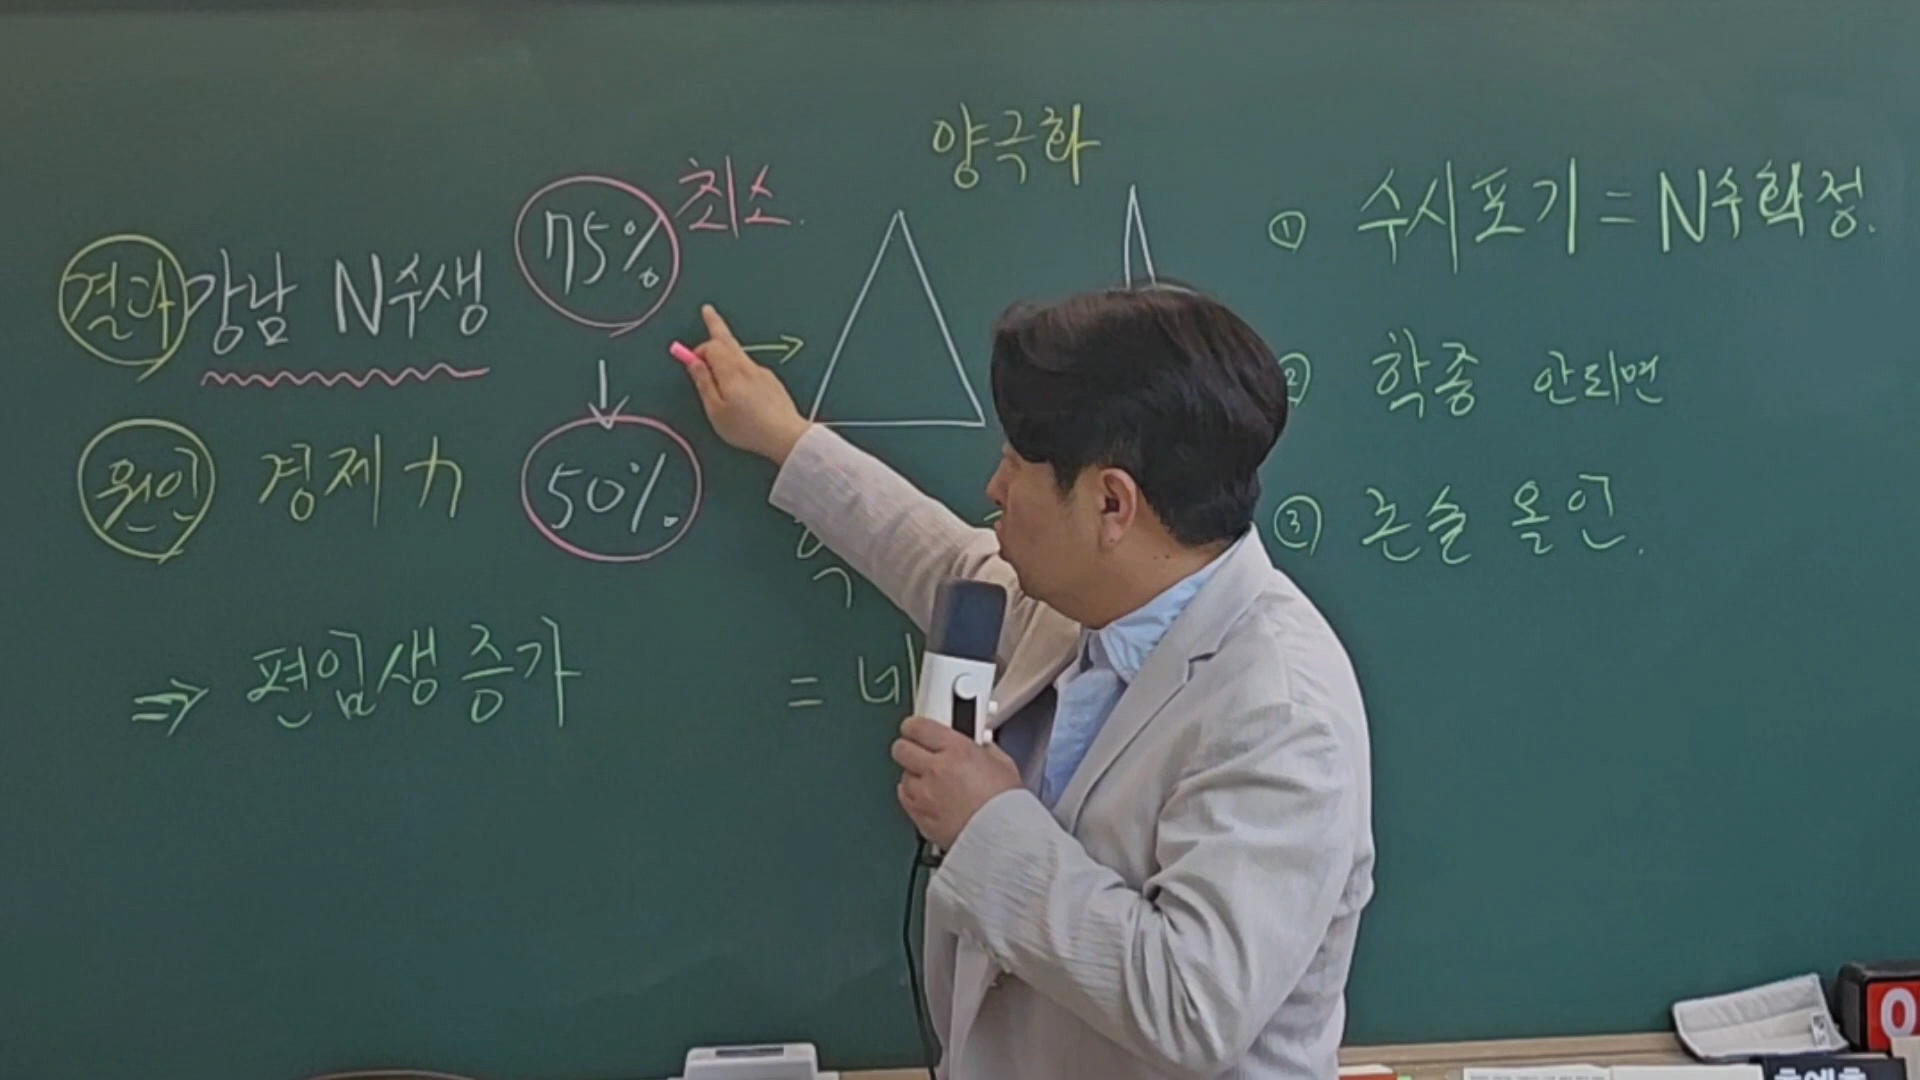 양극화
결과 강남 N수생 75% 최소.
원인 경제力 50%.
⇒ 편입생 증가
= 네
① 수시포기 = N수확정.
② 학종 안되면
③ 논술 올인.